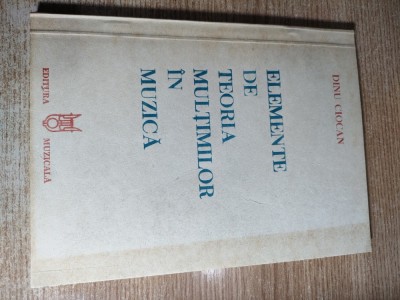 DINU CIOCAN
ELEMENTE
DE
TEORIA
MULȚIMILOR
ÎN
MUZICĂ
EDITURA
MUZICALĂ